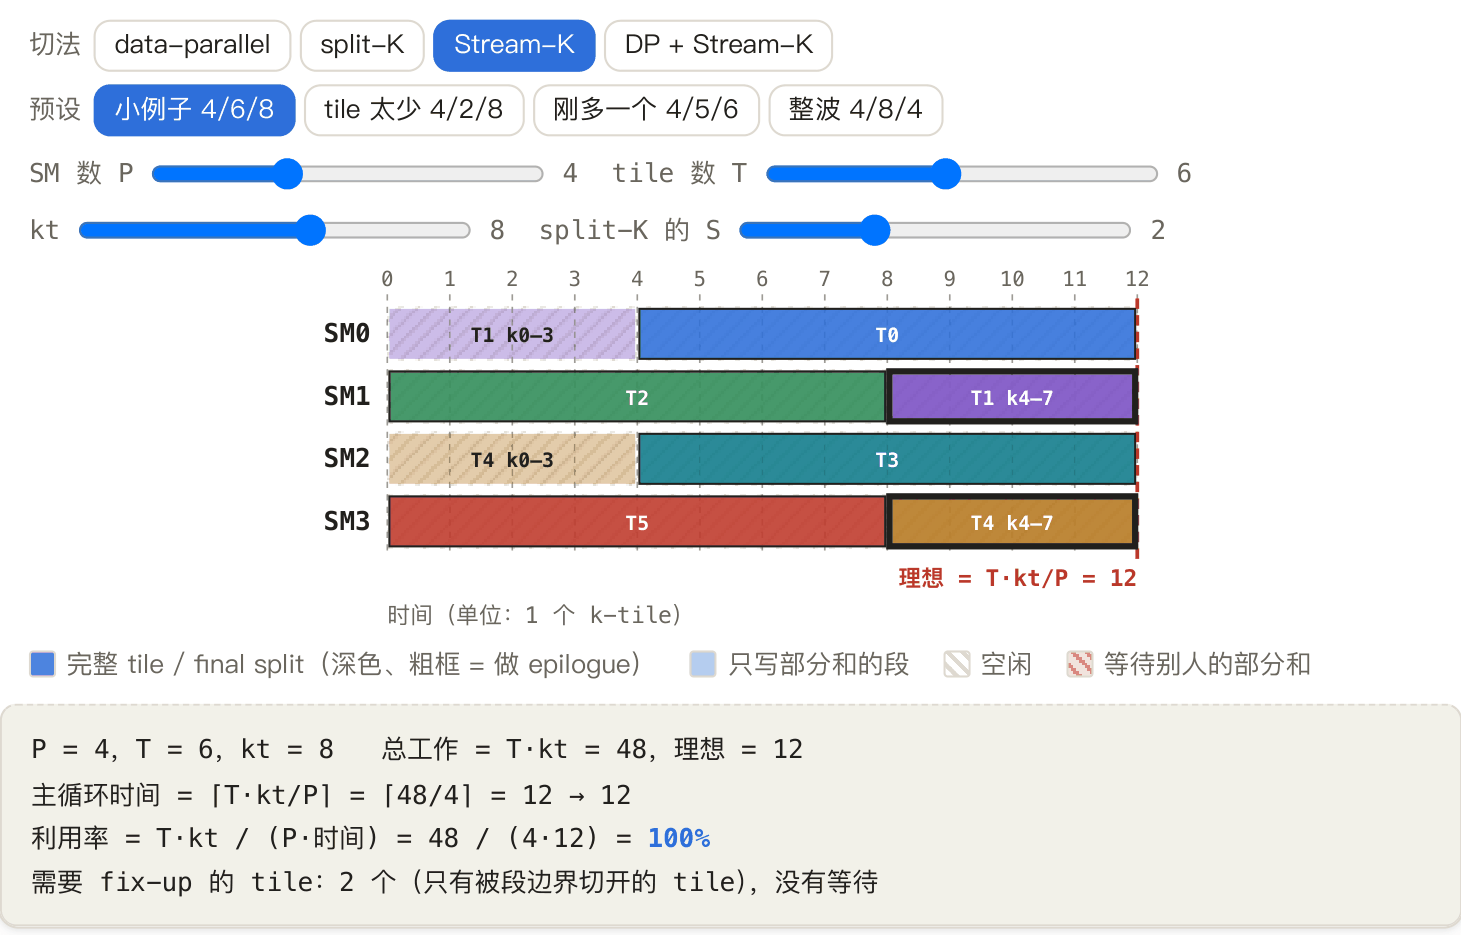 切法 data-parallel split-K Stream-K DP + Stream-K
预设 小例子 4/6/8 tile 太少 4/2/8 刚多一个 4/5/6 整波 4/8/4
SM 数 P 4 tile 数 T 6
kt 8 split-K 的 S 2
0 1 2 3 4 5 6 7 8 9 10 11 12
SM0 T1 k0–3 T0
SM1 T2 T1 k4–7
SM2 T4 k0–3 T3
SM3 T5 T4 k4–7
理想 = T·kt/P = 12
时间（单位：1 个 k-tile）
完整 tile / final split（深色、粗框 = 做 epilogue） 只写部分和的段 空闲 等待别人的部分和
P = 4, T = 6, kt = 8 总工作 = T·kt = 48，理想 = 12
主循环时间 = ⌈T·kt/P⌉ = ⌈48/4⌉ = 12 → 12
利用率 = T·kt / (P·时间) = 48 / (4·12) = 100%
需要 fix-up 的 tile：2 个（只有被段边界切开的 tile），没有等待